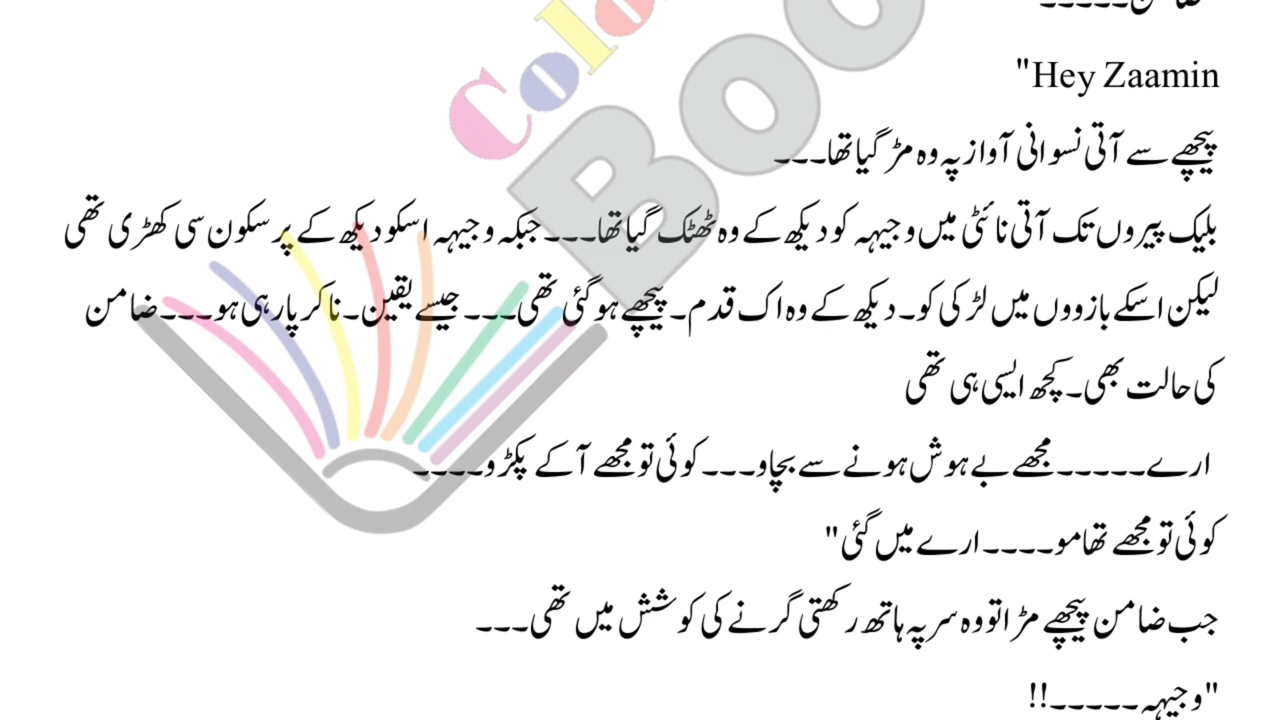 "Hey Zaamin
پیچھے سے آتی نسوانی آواز پہ وہ مڑ گیا تھا۔۔۔
بلیک پیروں تک آتی نائٹی میں وجیہہ کو دیکھ کے وہ ٹھٹک گیا تھا۔۔۔جبکہ وجیہہ اسکو دیکھ کے پر سکون سی کھڑی تھی
لیکن اسکے بازووں میں لڑکی کو۔ دیکھ کے وہ اک قدم۔ پیچھے ہو گئی تھی۔۔۔۔جیسے یقین۔ نا کر پا رہی ہو۔۔۔ضامن
کی حالت بھی۔ کچھ ایسی ہی تھی
ارے۔۔۔۔۔مجھے بے ہوش ہونے سے بچاو۔۔۔کوئی تو مجھے آ کے پکڑو۔۔۔۔
کوئی تو مجھے تھامو۔۔۔۔ارے میں گئی"
جب ضامن پیچھے مڑا تو وہ سر پہ ہاتھ رکھتی گرنے کی کوشش میں تھی۔۔۔
"وجیہہ۔۔۔۔۔!!
Colo
Boo